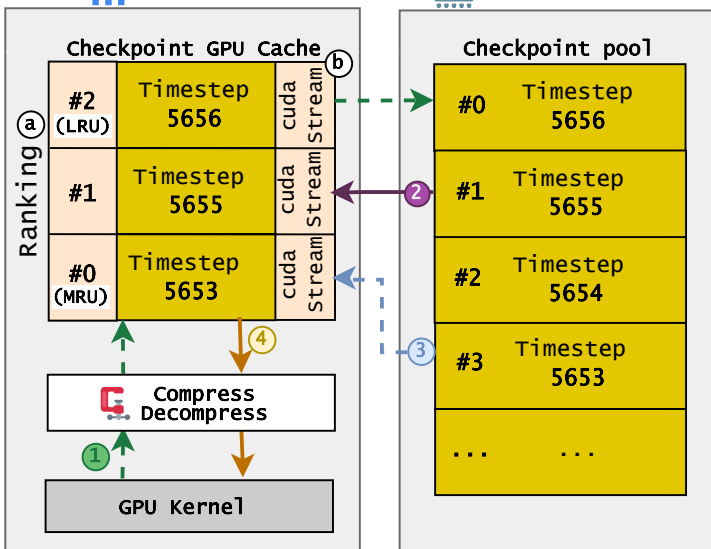 Checkpoint GPU Cache
b
a
Ranking
#2
(LRU)
Timestep
5656
cuda
stream
#1
Timestep
5655
cuda
stream
#0
(MRU)
Timestep
5653
cuda
stream
4
Compress
Decompress
1
GPU Kernel
Checkpoint pool
#0
Timestep
5656
2
#1
Timestep
5655
#2
Timestep
5654
3
#3
Timestep
5653
... ...